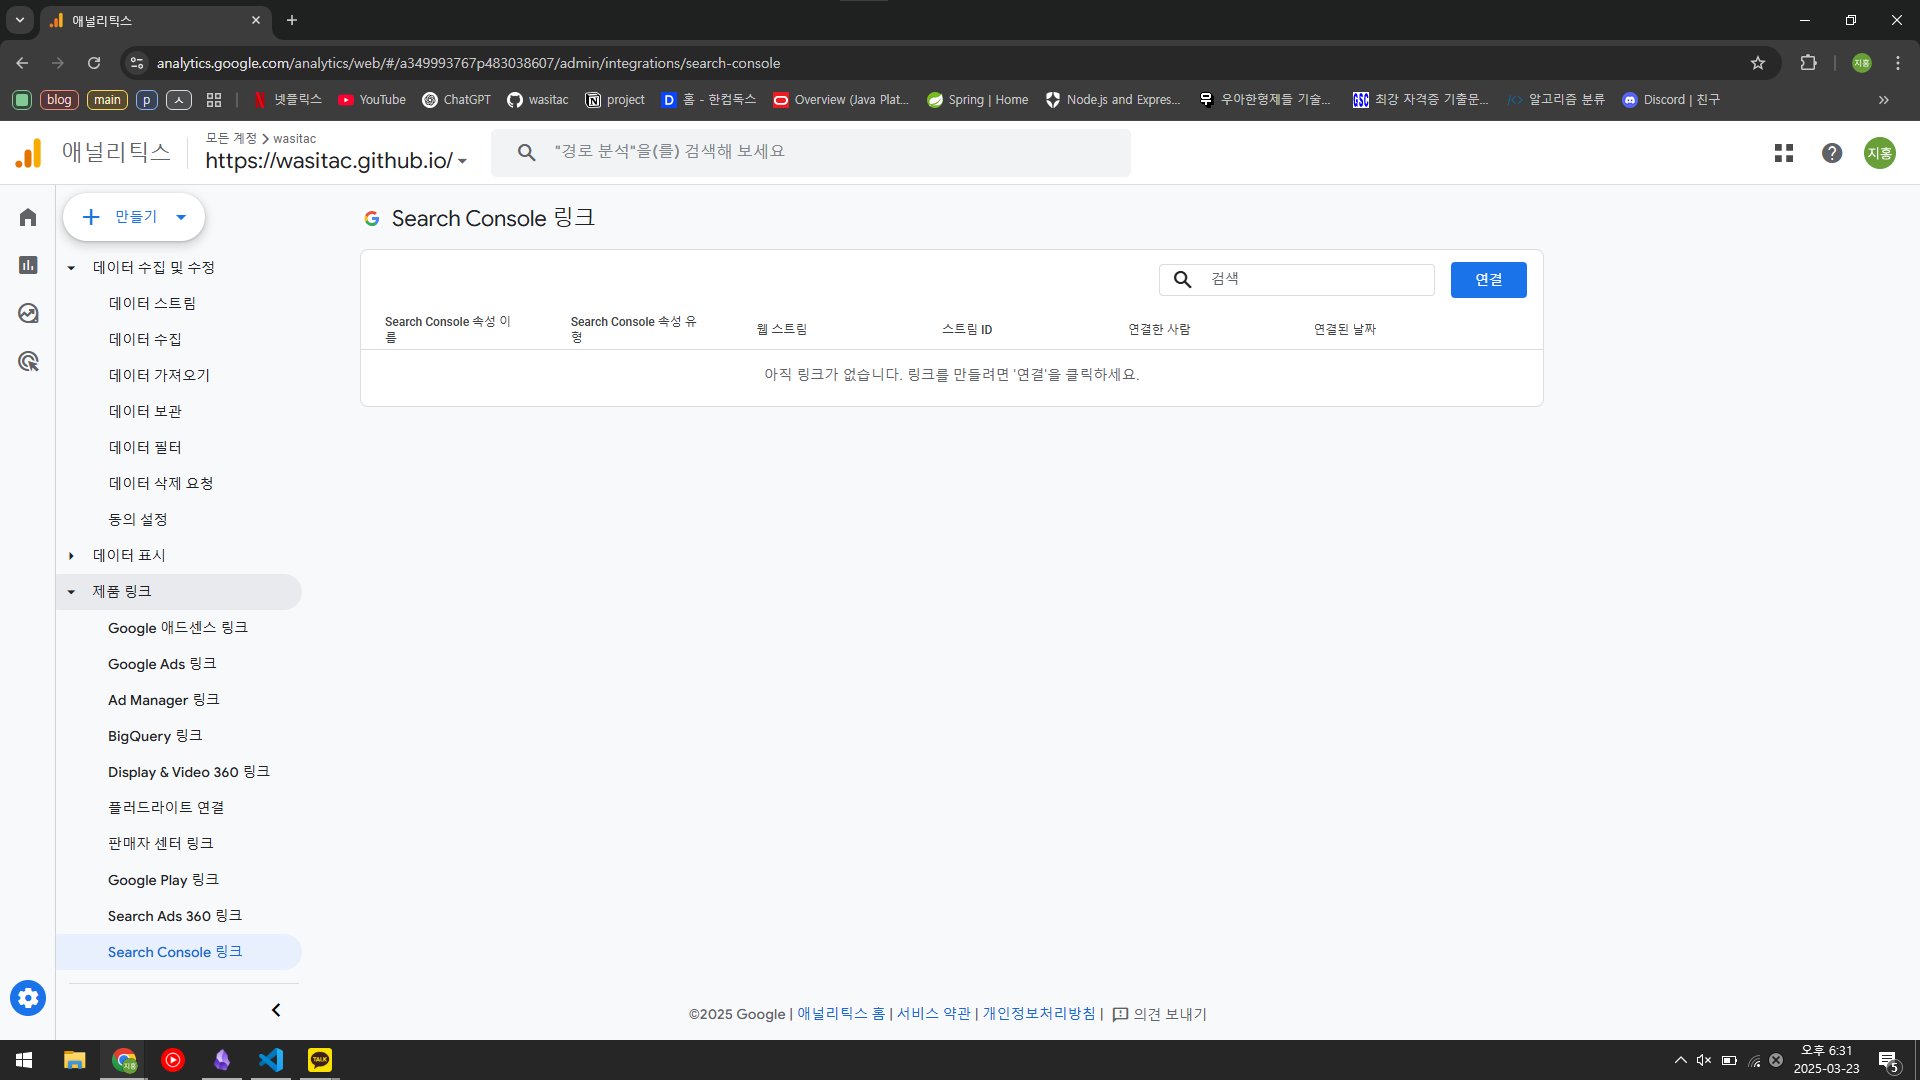 애널리틱스
analytics.google.com/analytics/web/#/a349993767p483038607/admin/integrations/search-console
지홍
blog
main
p
ㅅ
넷플릭스
YouTube
ChatGPT
wasitac
project
홈 - 한컴독스
Overview (Java Plat...
Spring | Home
Node.js and Expres...
우아한형제들 기술...
최강 자격증 기출문...
알고리즘 분류
Discord | 친구
애널리틱스
모든 계정 > wasitac
https://wasitac.github.io/
"경로 분석"을(를) 검색해 보세요
지홍
만들기
데이터 수집 및 수정
데이터 스트림
데이터 수집
데이터 가져오기
데이터 보관
데이터 필터
데이터 삭제 요청
동의 설정
데이터 표시
제품 링크
Google 애드센스 링크
Google Ads 링크
Ad Manager 링크
BigQuery 링크
Display & Video 360 링크
플러드라이트 연결
판매자 센터 링크
Google Play 링크
Search Ads 360 링크
Search Console 링크
Search Console 링크
검색
연결
Search Console 속성 이
름
Search Console 속성 유
형
웹 스트림
스트림 ID
연결한 사람
연결된 날짜
아직 링크가 없습니다. 링크를 만들려면 '연결'을 클릭하세요.
©2025 Google | 애널리틱스 홈 | 서비스 약관 | 개인정보처리방침 | 의견 보내기
TALK
오후 6:31
2025-03-23
5